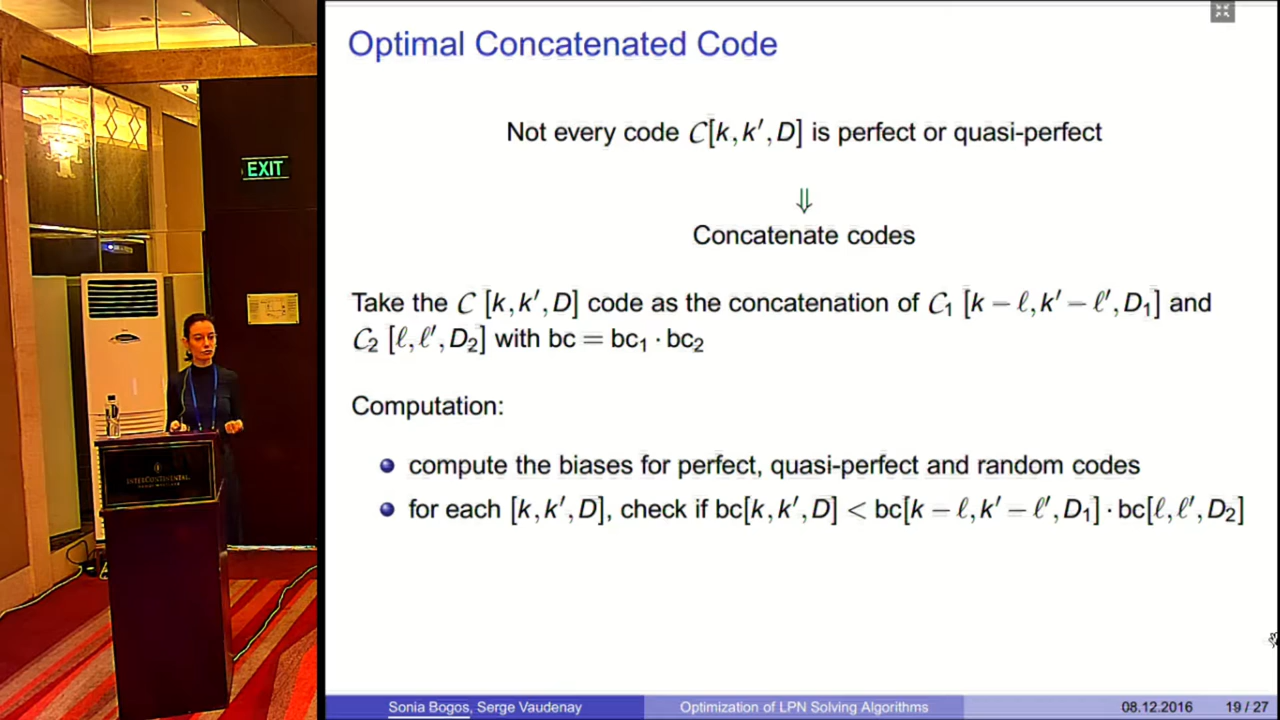 EXIT
INTERCONTINENTAL
Optimal Concatenated Code
Not every code C[k, k′, D] is perfect or quasi-perfect
⇓
Concatenate codes
Take the C [k, k′, D] code as the concatenation of C₁ [k − ℓ, k′ − ℓ′, D₁] and
C₂ [ℓ, ℓ′, D₂] with bc = bc₁ · bc₂
Computation:
compute the biases for perfect, quasi-perfect and random codes
for each [k, k′, D], check if bc[k, k′, D] < bc[k − ℓ, k′ − ℓ′, D₁] · bc[ℓ, ℓ′, D₂]
Sonia Bogos, Serge Vaudenay
Optimization of LPN Solving Algorithms
08.12.2016
19 / 27